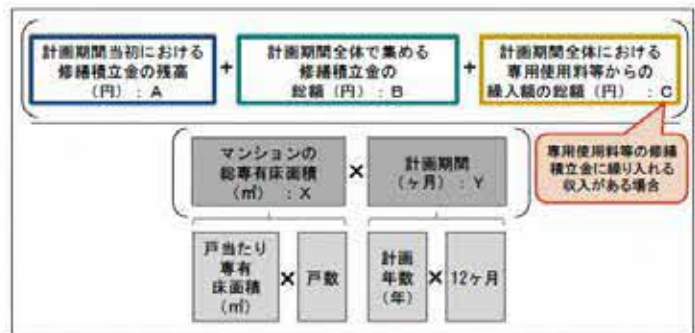 計画期間当初における
修繕積立金の残高
(円) : A
+
計画期間全体で集める
修繕積立金の
総額(円) : B
+
計画期間全体における
専用使用料等からの
繰入額の総額(円) : C
マンションの
総専有床面積
(㎡) : X
×
計画期間
(ヶ月) : Y
専用使用料等の修繕
積立金に繰り入れる
収入がある場合
戸当たり
専有
床面積
(㎡)
×
戸数
計画
年数
(年)
×
12ヶ月